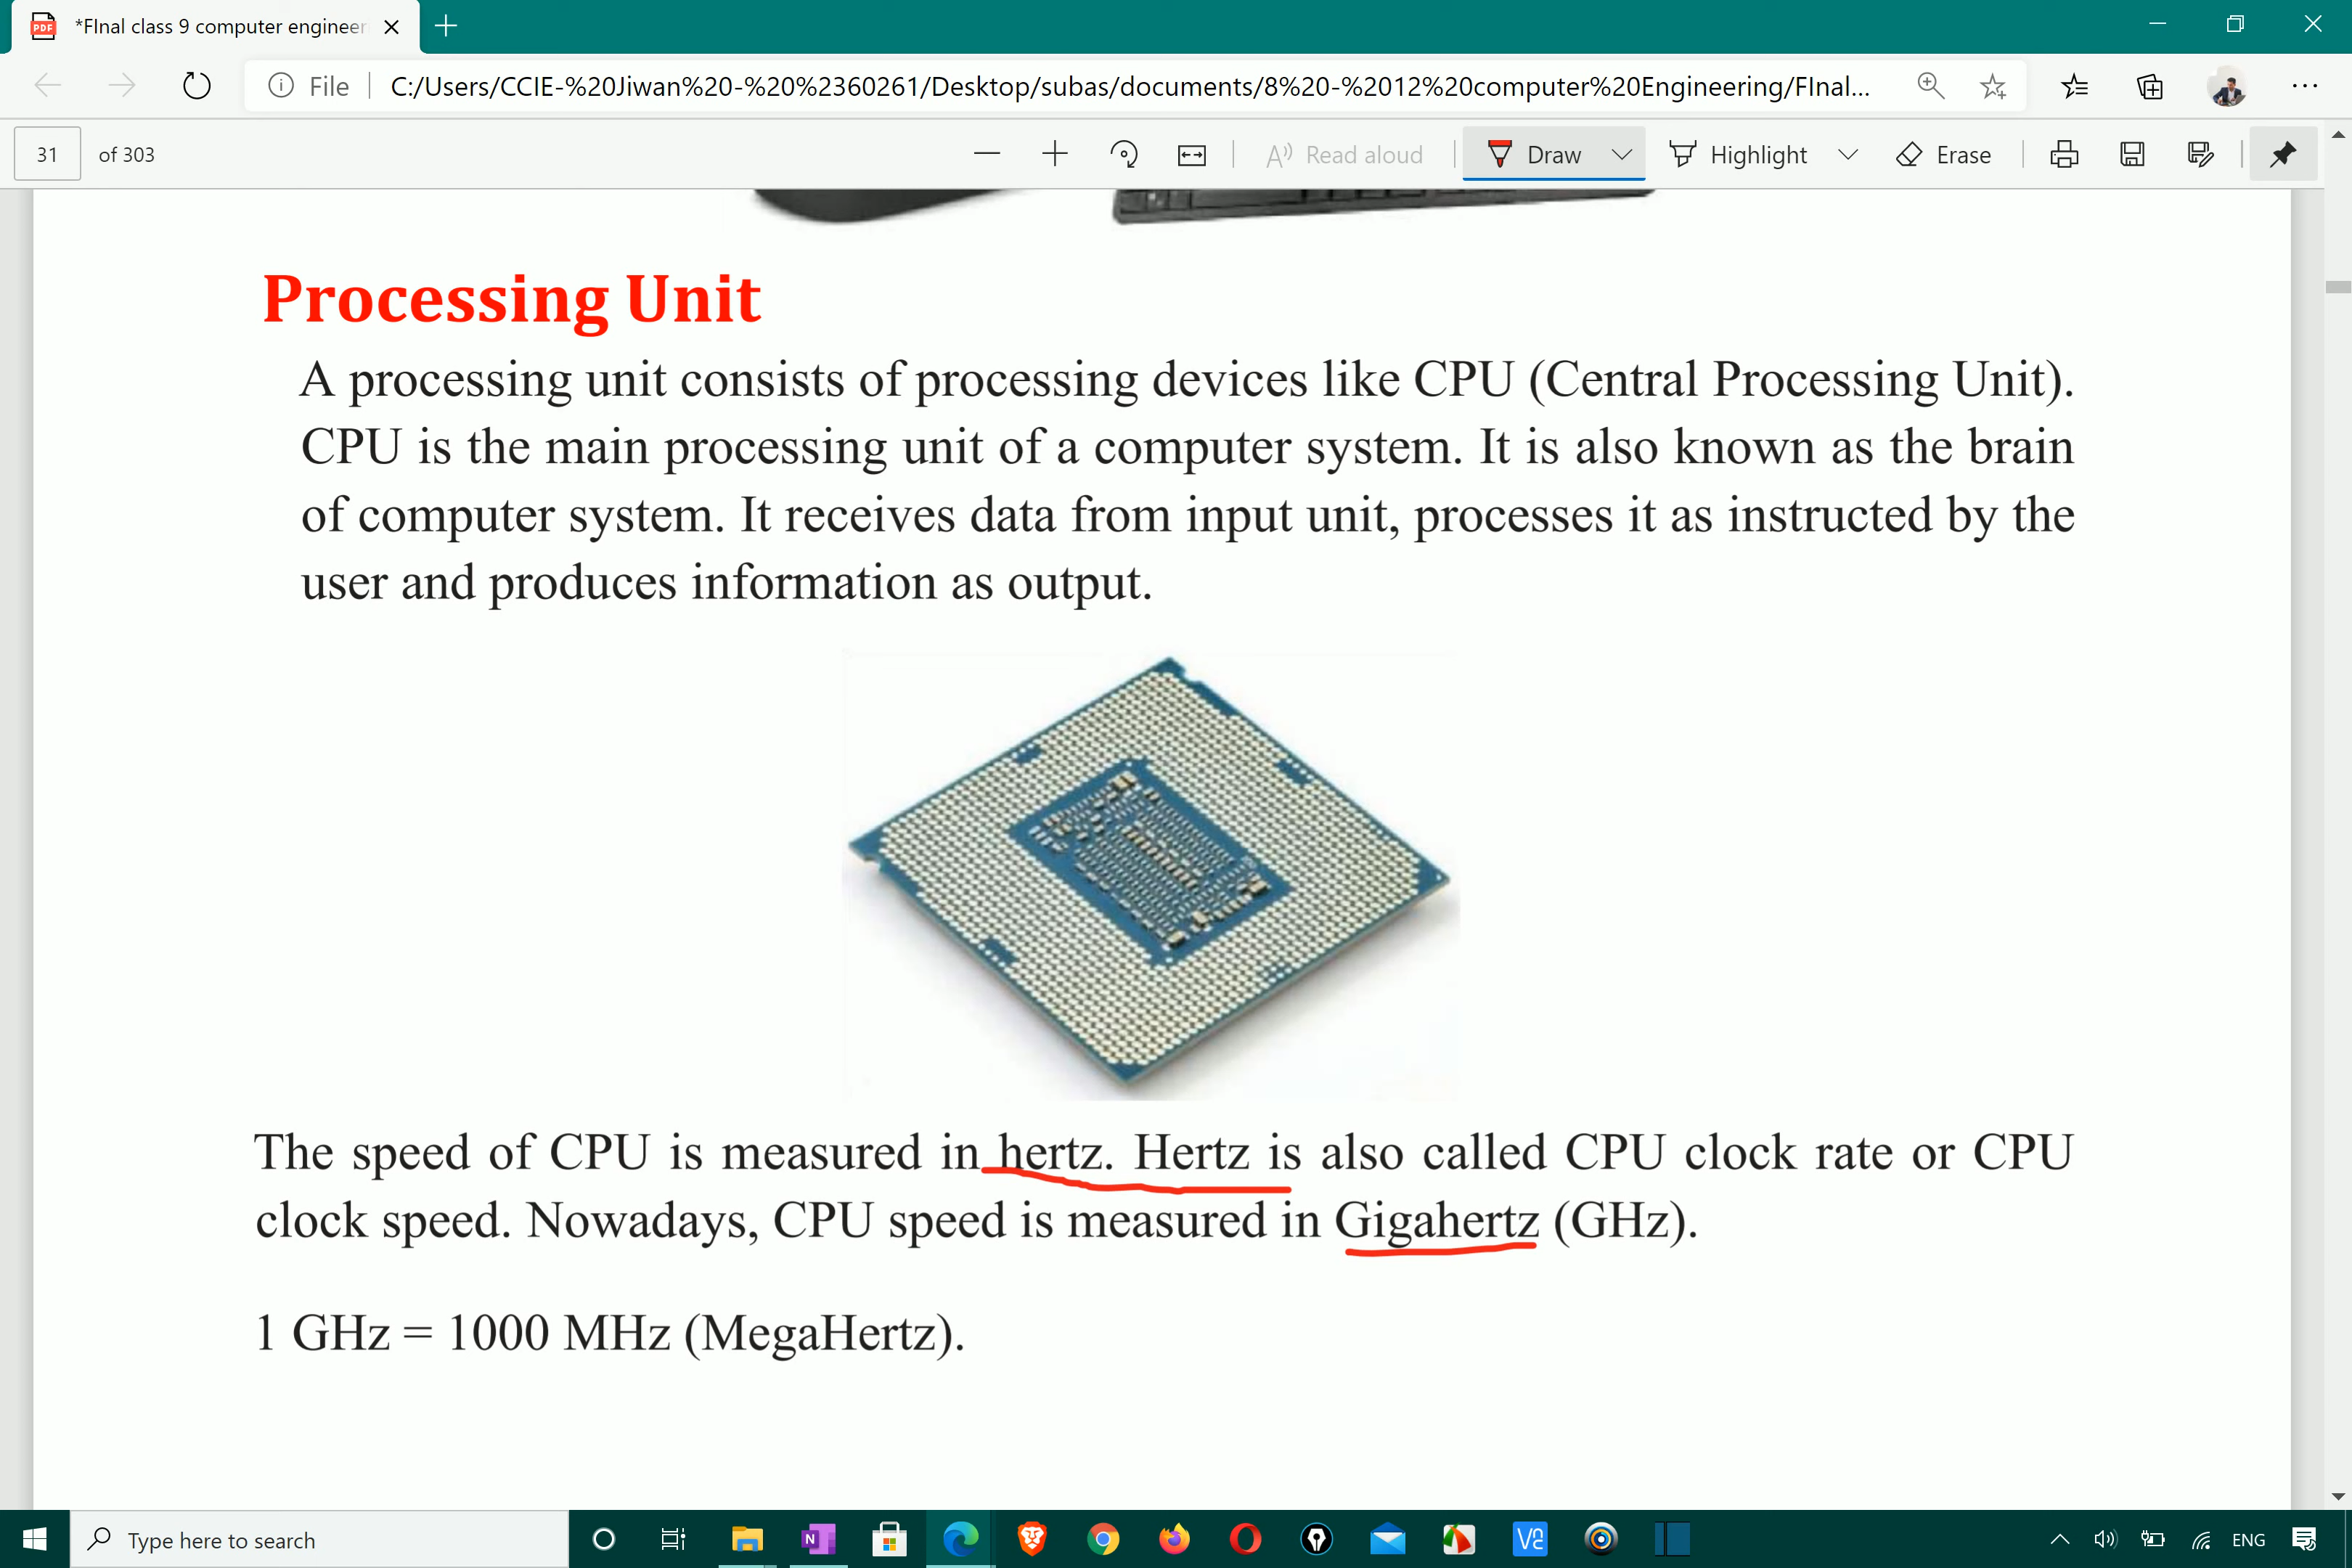 *FInal class 9 computer engineer
File
C:/Users/CCIE-%20Jiwan%20-%20%2360261/Desktop/subas/documents/8%20-%2012%20computer%20Engineering/FInal...
31 of 303
Read aloud
Draw
Highlight
Erase
Processing Unit
A processing unit consists of processing devices like CPU (Central Processing Unit).
CPU is the main processing unit of a computer system. It is also known as the brain
of computer system. It receives data from input unit, processes it as instructed by the
user and produces information as output.
The speed of CPU is measured in hertz. Hertz is also called CPU clock rate or CPU
clock speed. Nowadays, CPU speed is measured in Gigahertz (GHz).
1 GHz = 1000 MHz (MegaHertz).
Type here to search
ENG